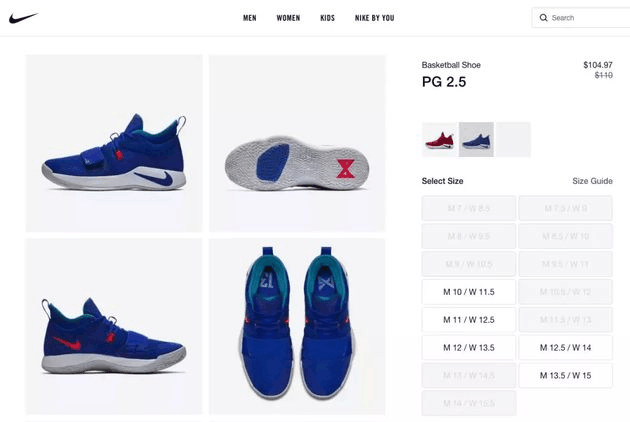 MEN WOMEN KIDS NIKE BY YOU
Search
Basketball Shoe $104.97
PG 2.5 $110
Select Size Size Guide
M 7 / W 8.5 M 7.5 / W 9
M 8 / W 9.5 M 8.5 / W 10
M 9 / W 10.5 M 9.5 / W 11
M 10 / W 11.5 M 10.5 / W 12
M 11 / W 12.5 M 11.5 / W 13
M 12 / W 13.5 M 12.5 / W 14
M 13 / W 14.5 M 13.5 / W 15
M 14 / W 15.5